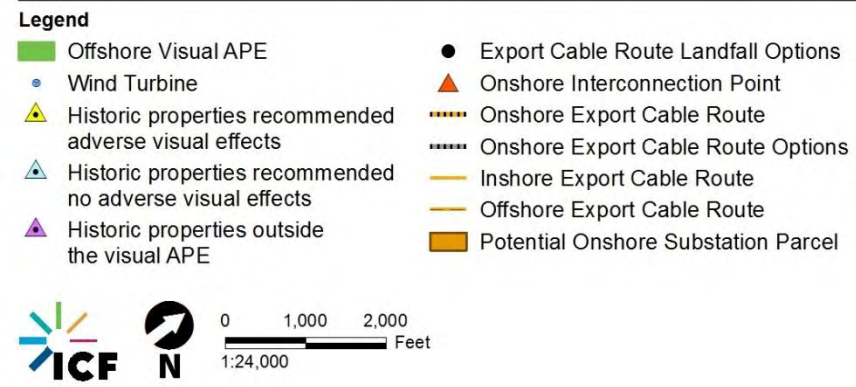 Legend
Offshore Visual APE
Wind Turbine
Historic properties recommended
adverse visual effects
Historic properties recommended
no adverse visual effects
Historic properties outside
the visual APE
Export Cable Route Landfall Options
Onshore Interconnection Point
Onshore Export Cable Route
Onshore Export Cable Route Options
Inshore Export Cable Route
Offshore Export Cable Route
Potential Onshore Substation Parcel
ICF
N
0 1,000 2,000
Feet
1:24,000